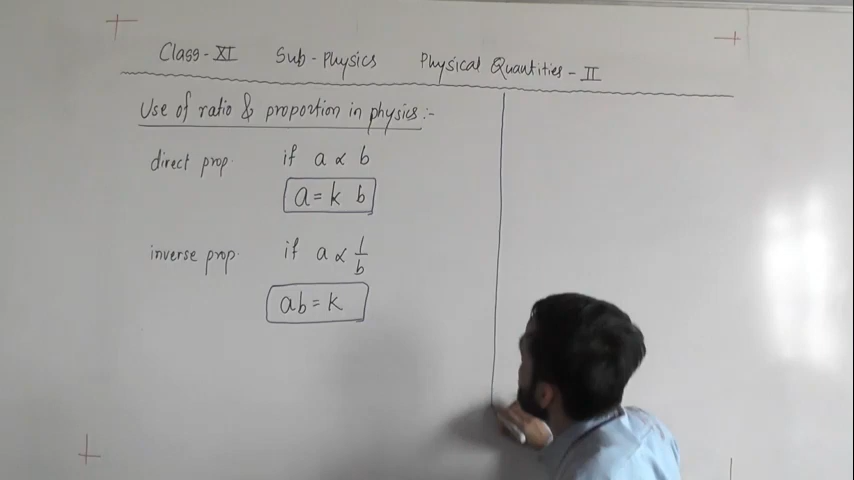 Class-XI Sub-Physics Physical Quantities-II
Use of ratio & proportion in physics:-
direct prop. if a ∝ b
a = k b
inverse prop. if a ∝ 1/b
ab = k